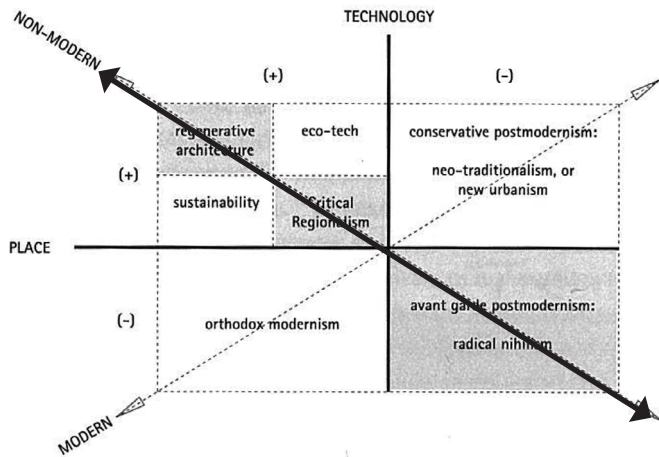 TECHNOLOGY
NON-MODERN
(+)
(-)
regenerative
architecture
eco-tech
conservative postmodernism:
(+)
neo-traditionalism, or
new urbanism
sustainability
Critical
Regionalism
PLACE
(-)
orthodox modernism
avant garde postmodernism:
radical nihilism
MODERN